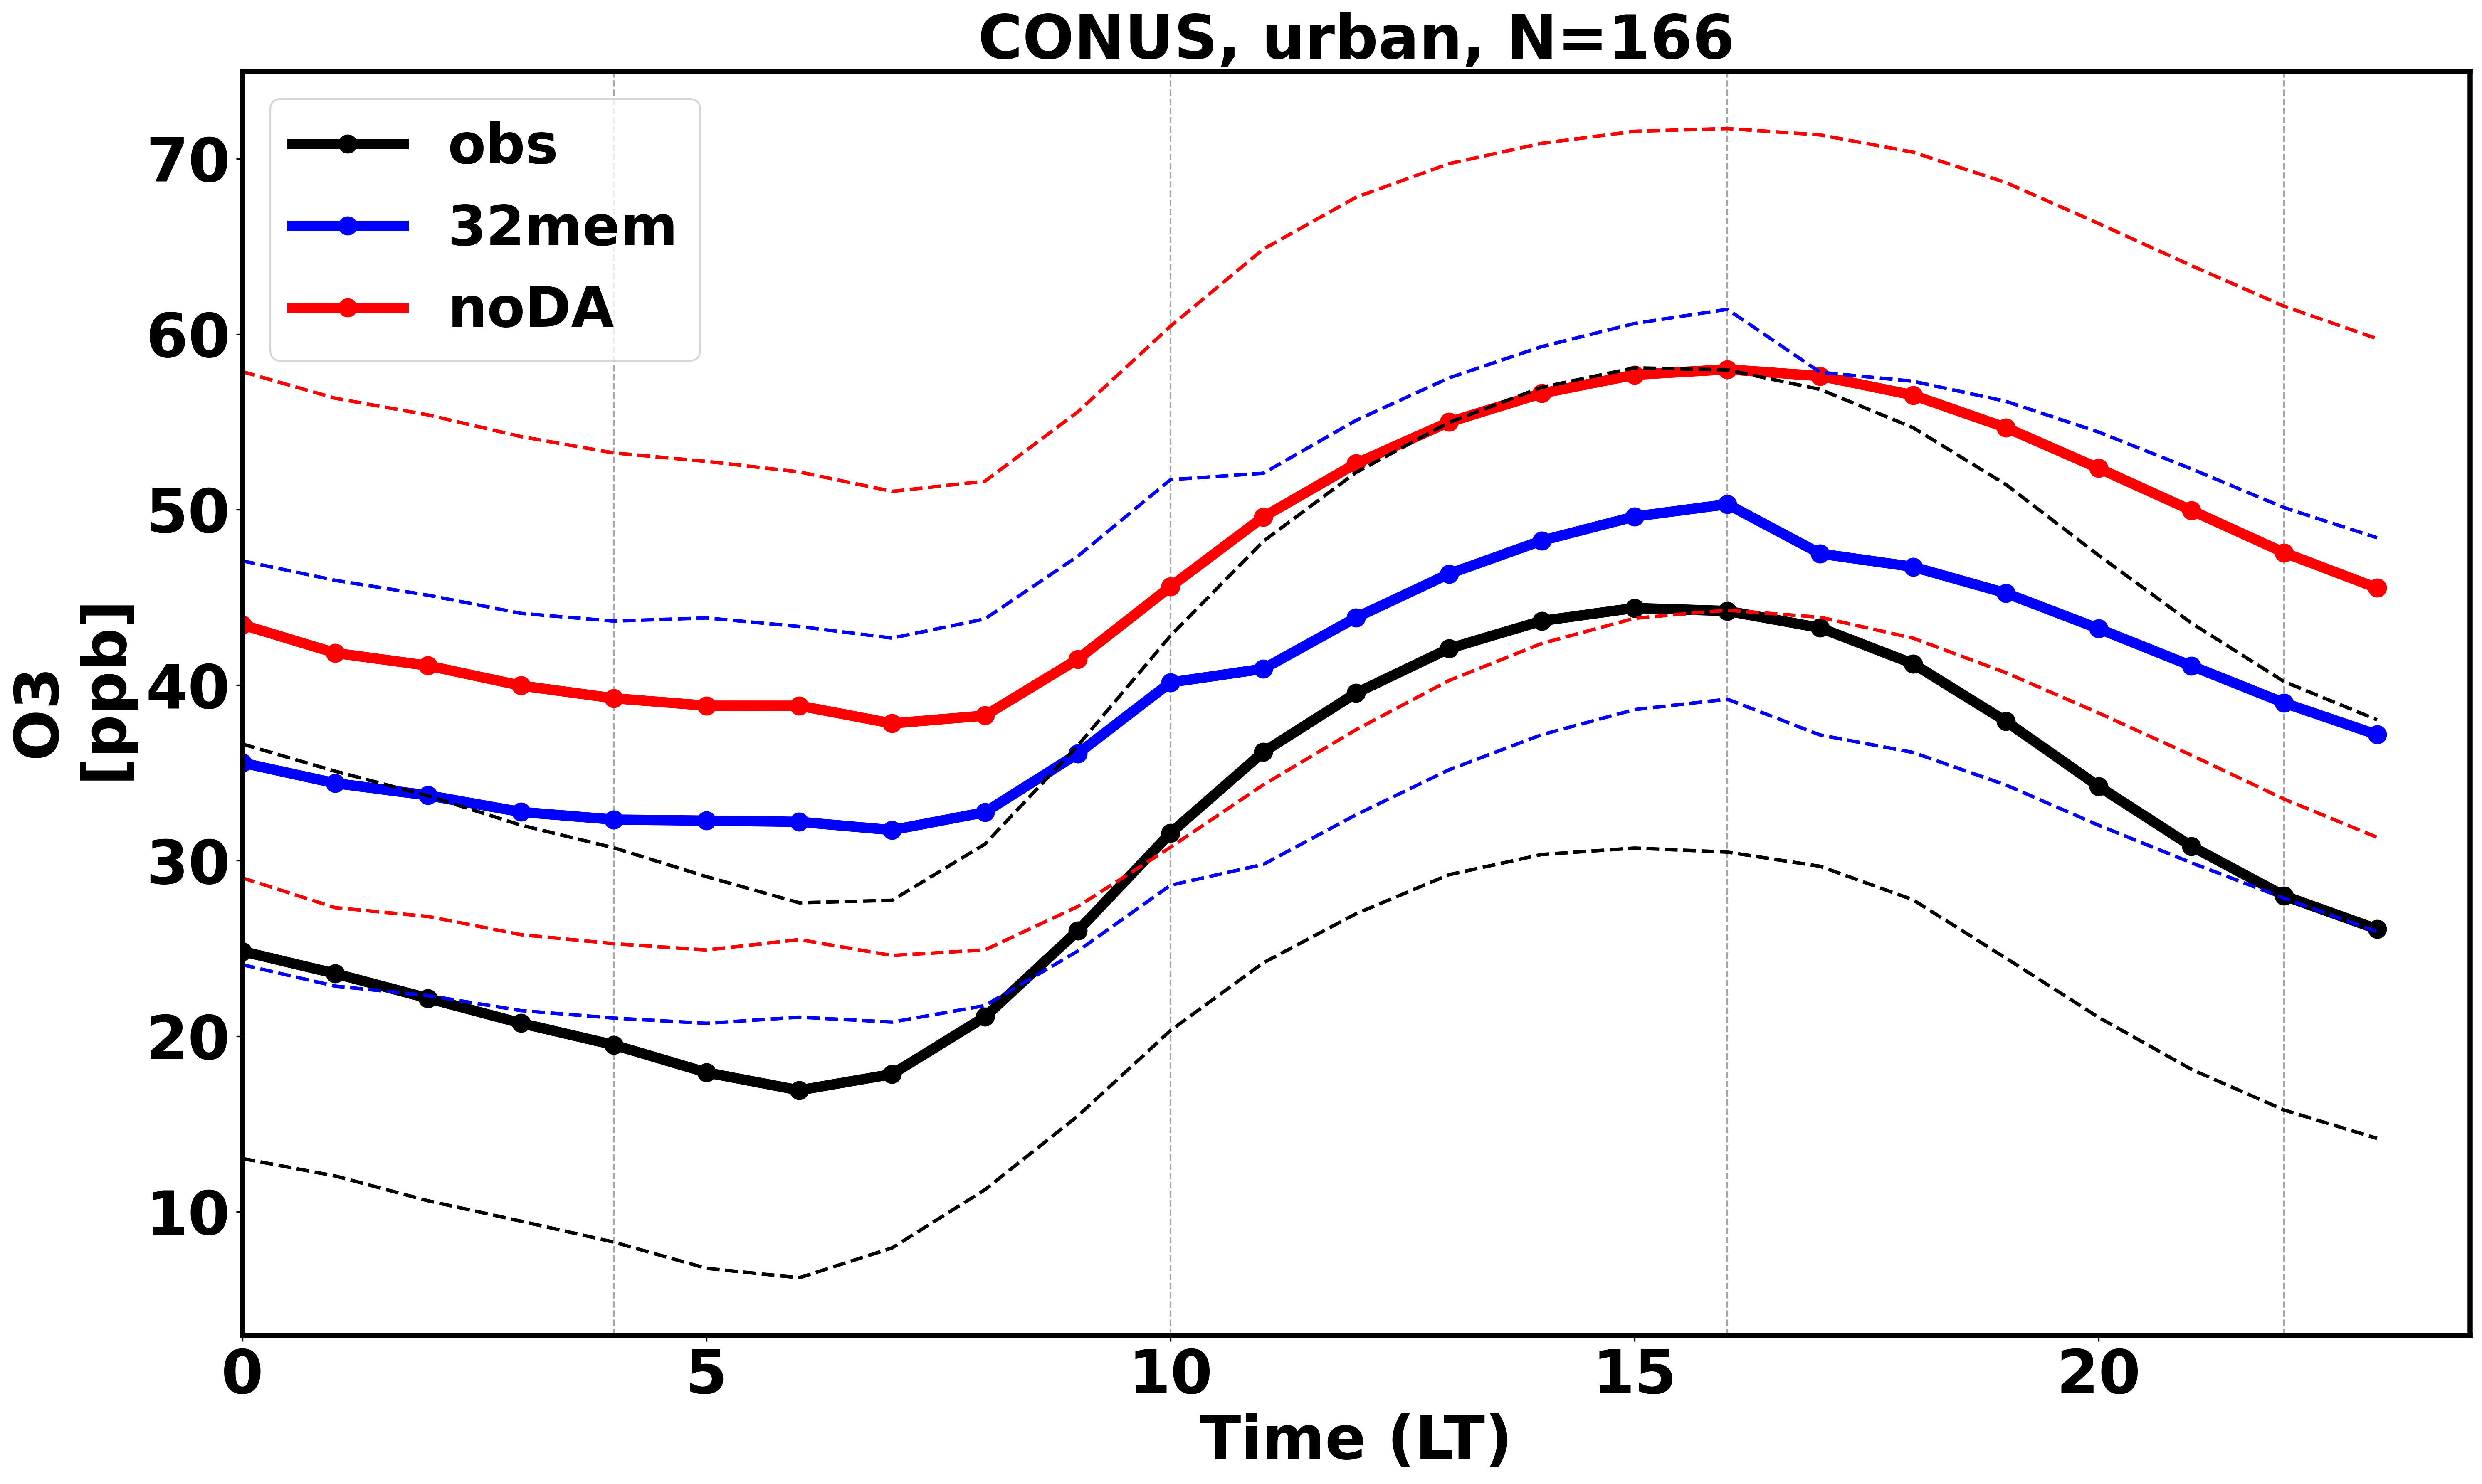 CONUS, urban, N=166
obs
32mem
noDA
70
60
50
40
30
20
10
O3
[ppb]
0 5 10 15 20
Time (LT)